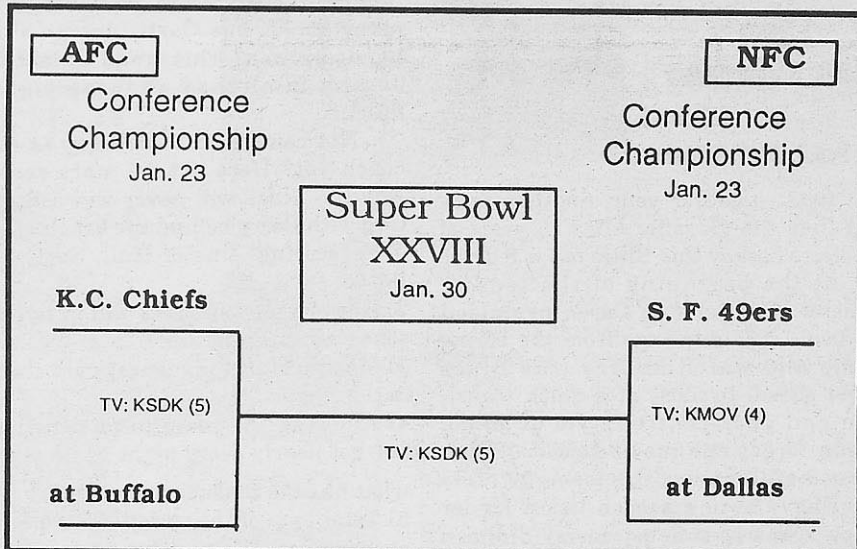 AFC
Conference
Championship
Jan. 23
NFC
Conference
Championship
Jan. 23
Super Bowl
XXVIII
Jan. 30
K.C. Chiefs
TV: KSDK (5)
at Buffalo
TV: KSDK (5)
S. F. 49ers
TV: KMOV (4)
at Dallas